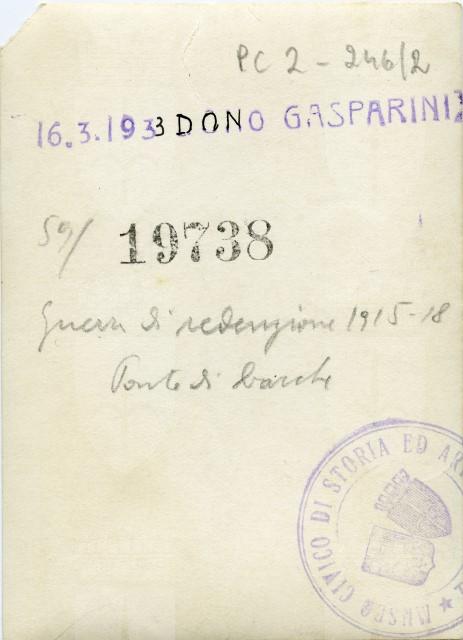 PC 2 - 246/2
16.3.1933 DONO GASPARINI
59/ 19738
Guerra di redenzione 1915-18
Ponte di barche
MUSEO CIVICO DI STORIA ED AR